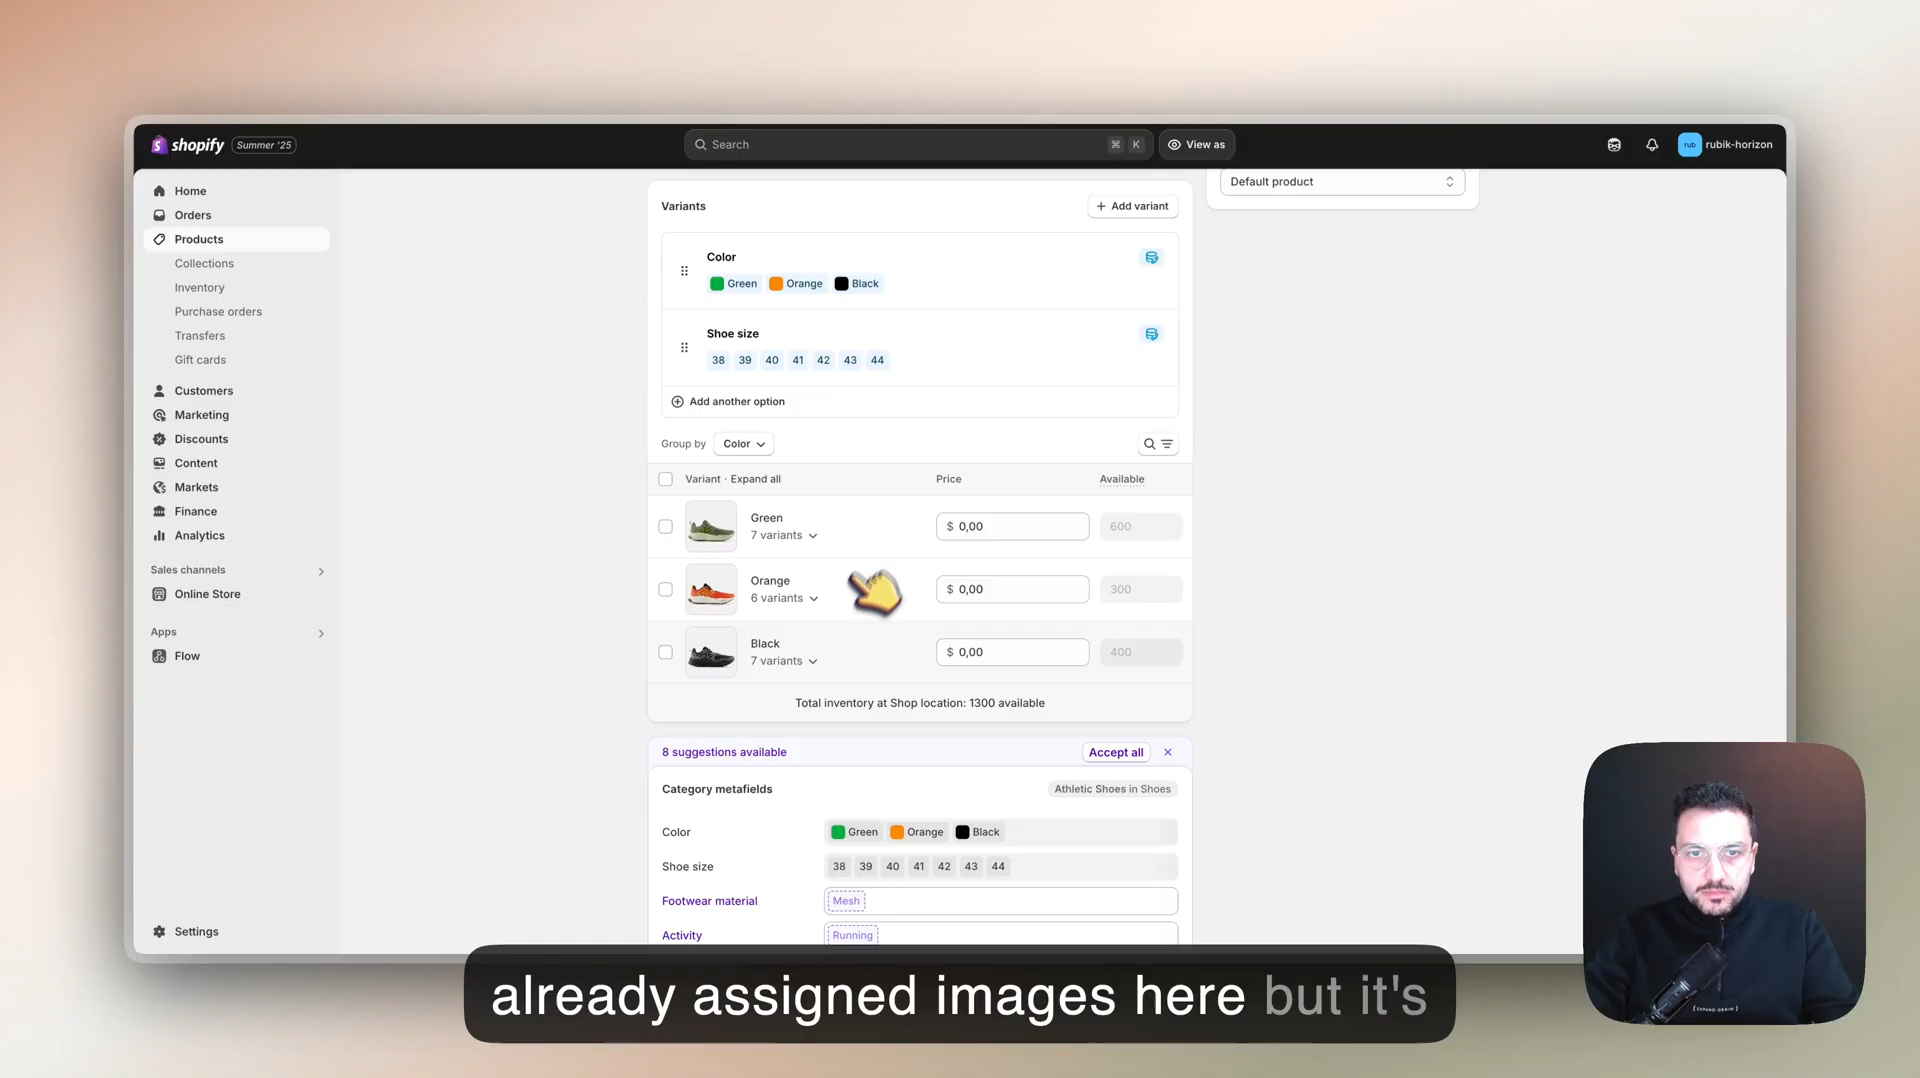 shopify
Summer '25
Search
⌘ K
View as
rub
rubik-horizon
Home
Orders
Products
Collections
Inventory
Purchase orders
Transfers
Gift cards
Customers
Marketing
Discounts
Content
Markets
Finance
Analytics
Sales channels
Online Store
Apps
Flow
Settings
Default product
Variants
Add variant
Color
Green Orange Black
Shoe size
38 39 40 41 42 43 44
Add another option
Group by Color
Variant · Expand all Price Available
Green
7 variants
$ 0,00 600
Orange
6 variants
$ 0,00 300
Black
7 variants
$ 0,00 400
Total inventory at Shop location: 1300 available
8 suggestions available Accept all
Category metafields Athletic Shoes in Shoes
Color Green Orange Black
Shoe size 38 39 40 41 42 43 44
Footwear material Mesh
Activity Running
already assigned images here but it's